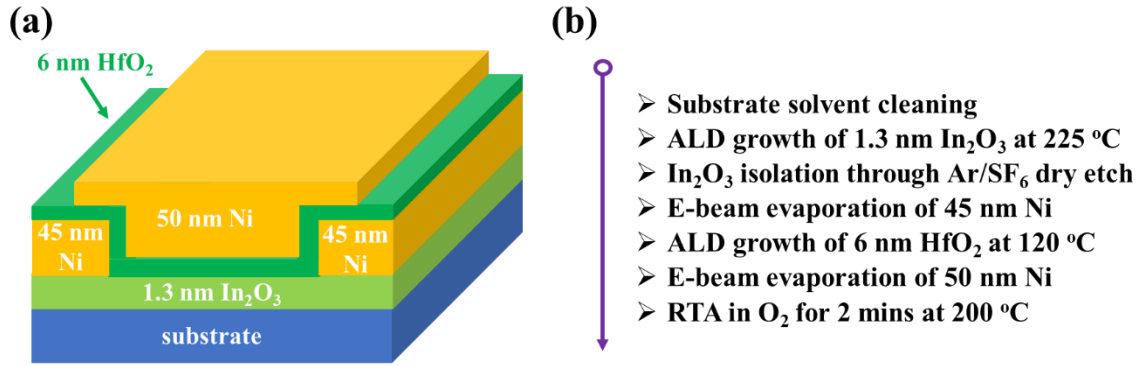 (a)
6 nm HfO₂
50 nm Ni
45 nm
Ni
45 nm
Ni
1.3 nm In₂O₃
substrate
(b)
➢ Substrate solvent cleaning
➢ ALD growth of 1.3 nm In₂O₃ at 225 ºC
➢ In₂O₃ isolation through Ar/SF₆ dry etch
➢ E-beam evaporation of 45 nm Ni
➢ ALD growth of 6 nm HfO₂ at 120 ºC
➢ E-beam evaporation of 50 nm Ni
➢ RTA in O₂ for 2 mins at 200 ºC